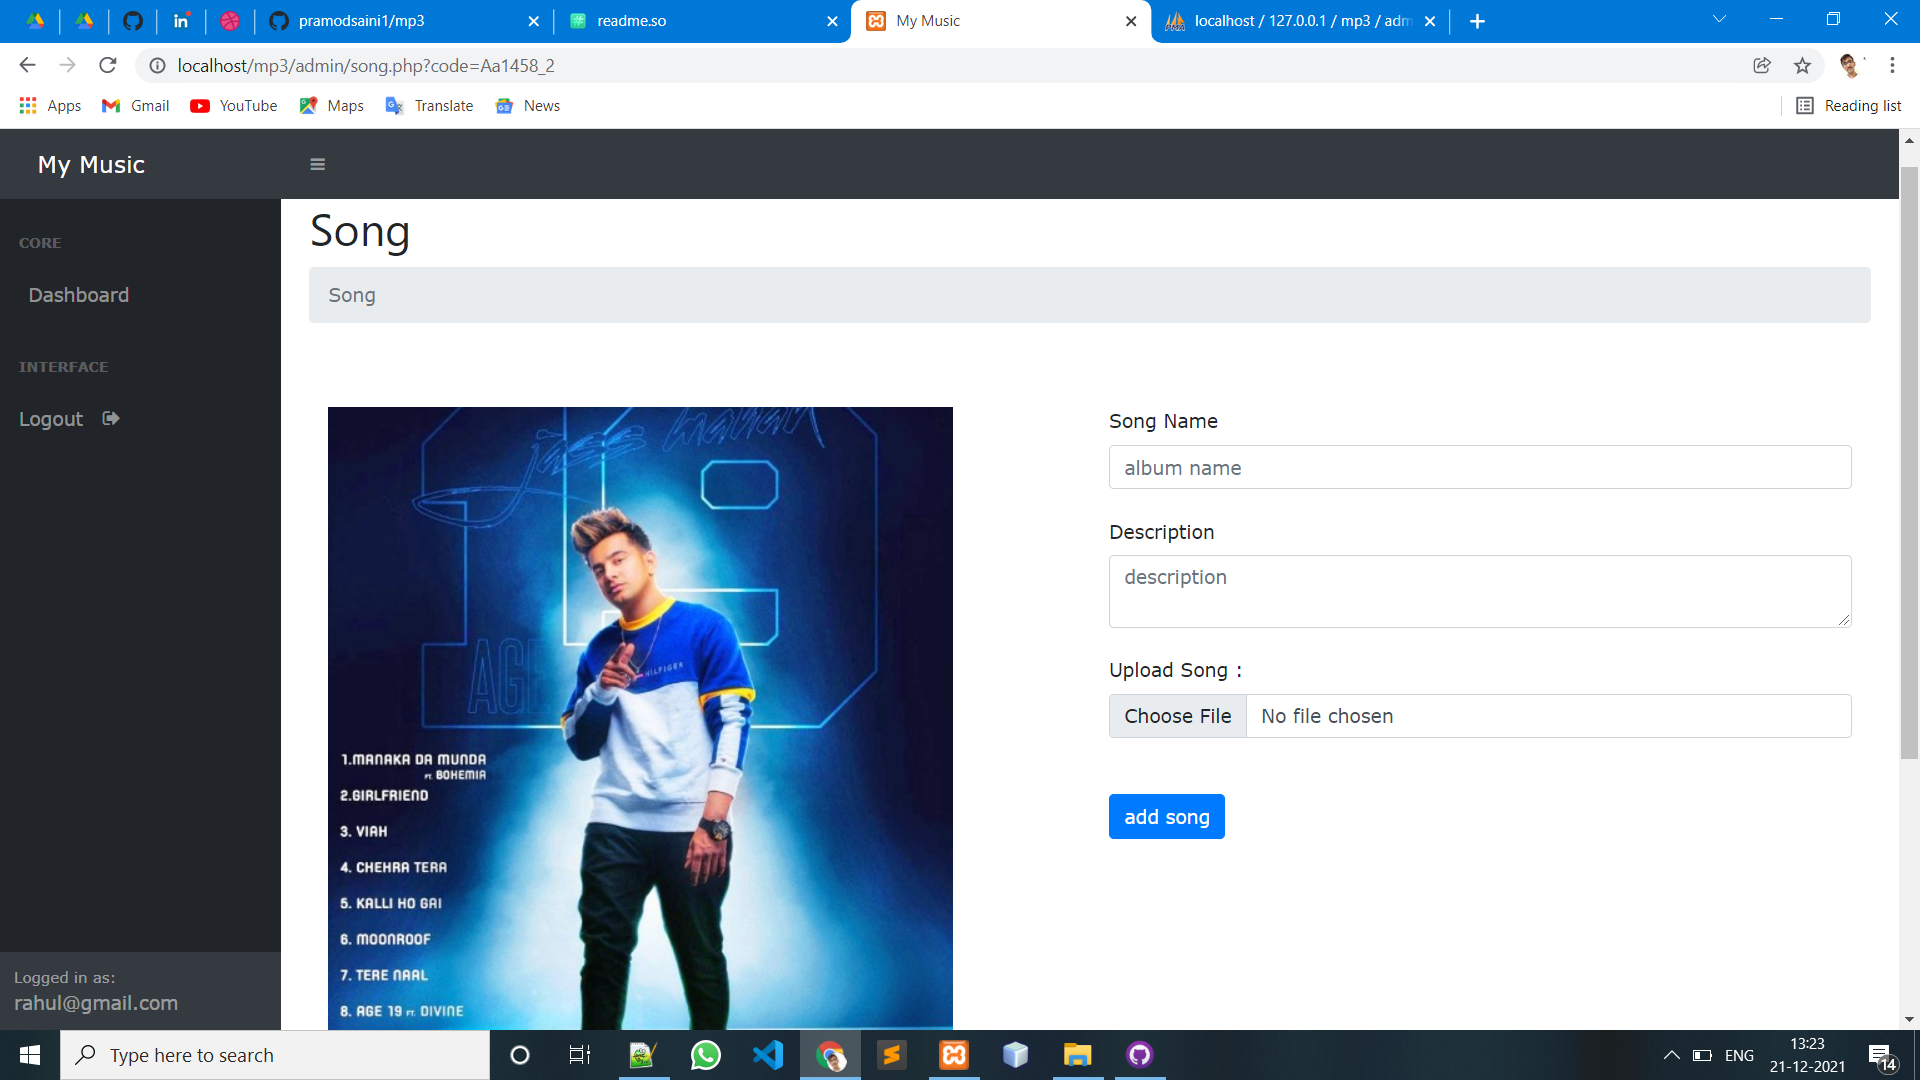 pramodsaini1/mp3
readme.so
My Music
localhost / 127.0.0.1 / mp3 / adm
localhost/mp3/admin/song.php?code=Aa1458_2
Apps
Gmail
YouTube
Maps
Translate
News
Reading list
My Music
CORE
Dashboard
INTERFACE
Logout
Logged in as:
rahul@gmail.com
Song
Song
jass manak
AGE
HILFIGER
1.MANAKA DA MUNDA
FT. BOHEMIA
2.GIRLFRIEND
3. VIAH
4. CHEHRA TERA
5. KALLI HO GAI
6. MOONROOF
7. TERE NAAL
8. AGE 19 FT. DIVINE
Song Name
album name
Description
description
Upload Song :
Choose File
No file chosen
add song
Type here to search
ENG
13:23
21-12-2021
14